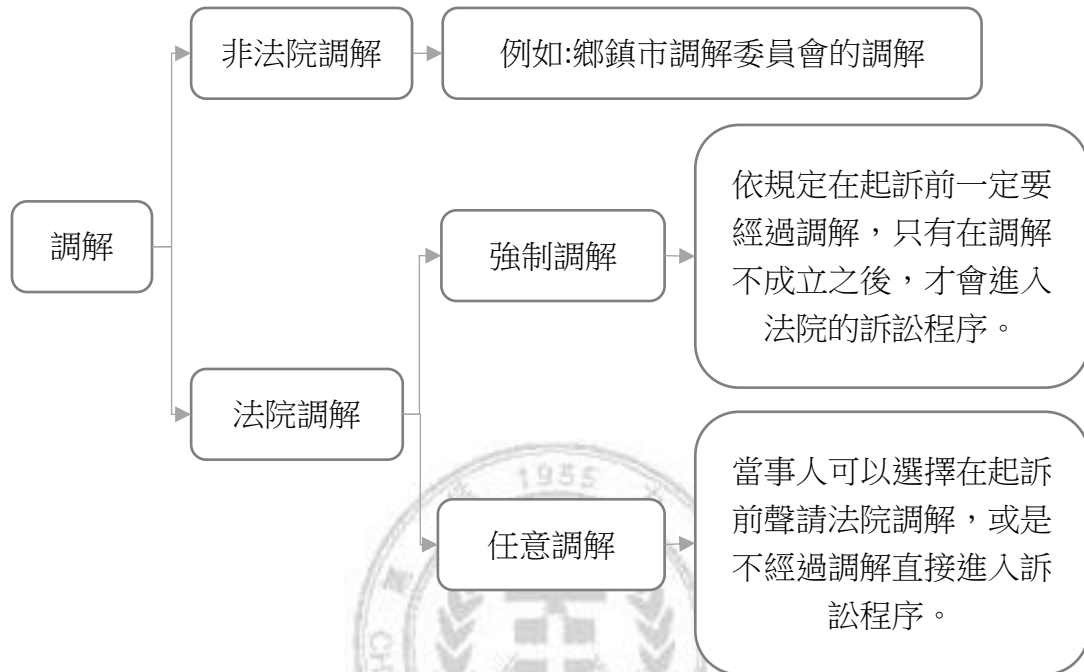 非法院調解
例如:鄉鎮市調解委員會的調解
調解
強制調解
依規定在起訴前一定要
經過調解，只有在調解
不成立之後，才會進入
法院的訴訟程序。
法院調解
任意調解
當事人可以選擇在起訴
前聲請法院調解，或是
不經過調解直接進入訴
訟程序。
1955